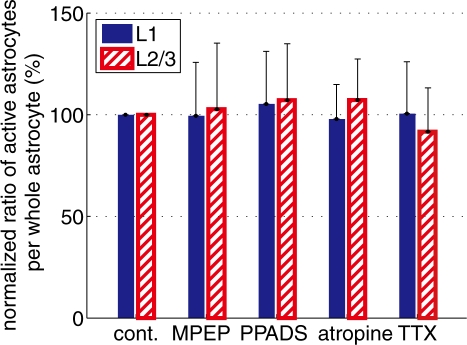 normalized ratio of active astrocytes
per whole astrocyte (%)
150
100
50
0
L1
L2/3
cont. MPEP PPADS atropine TTX